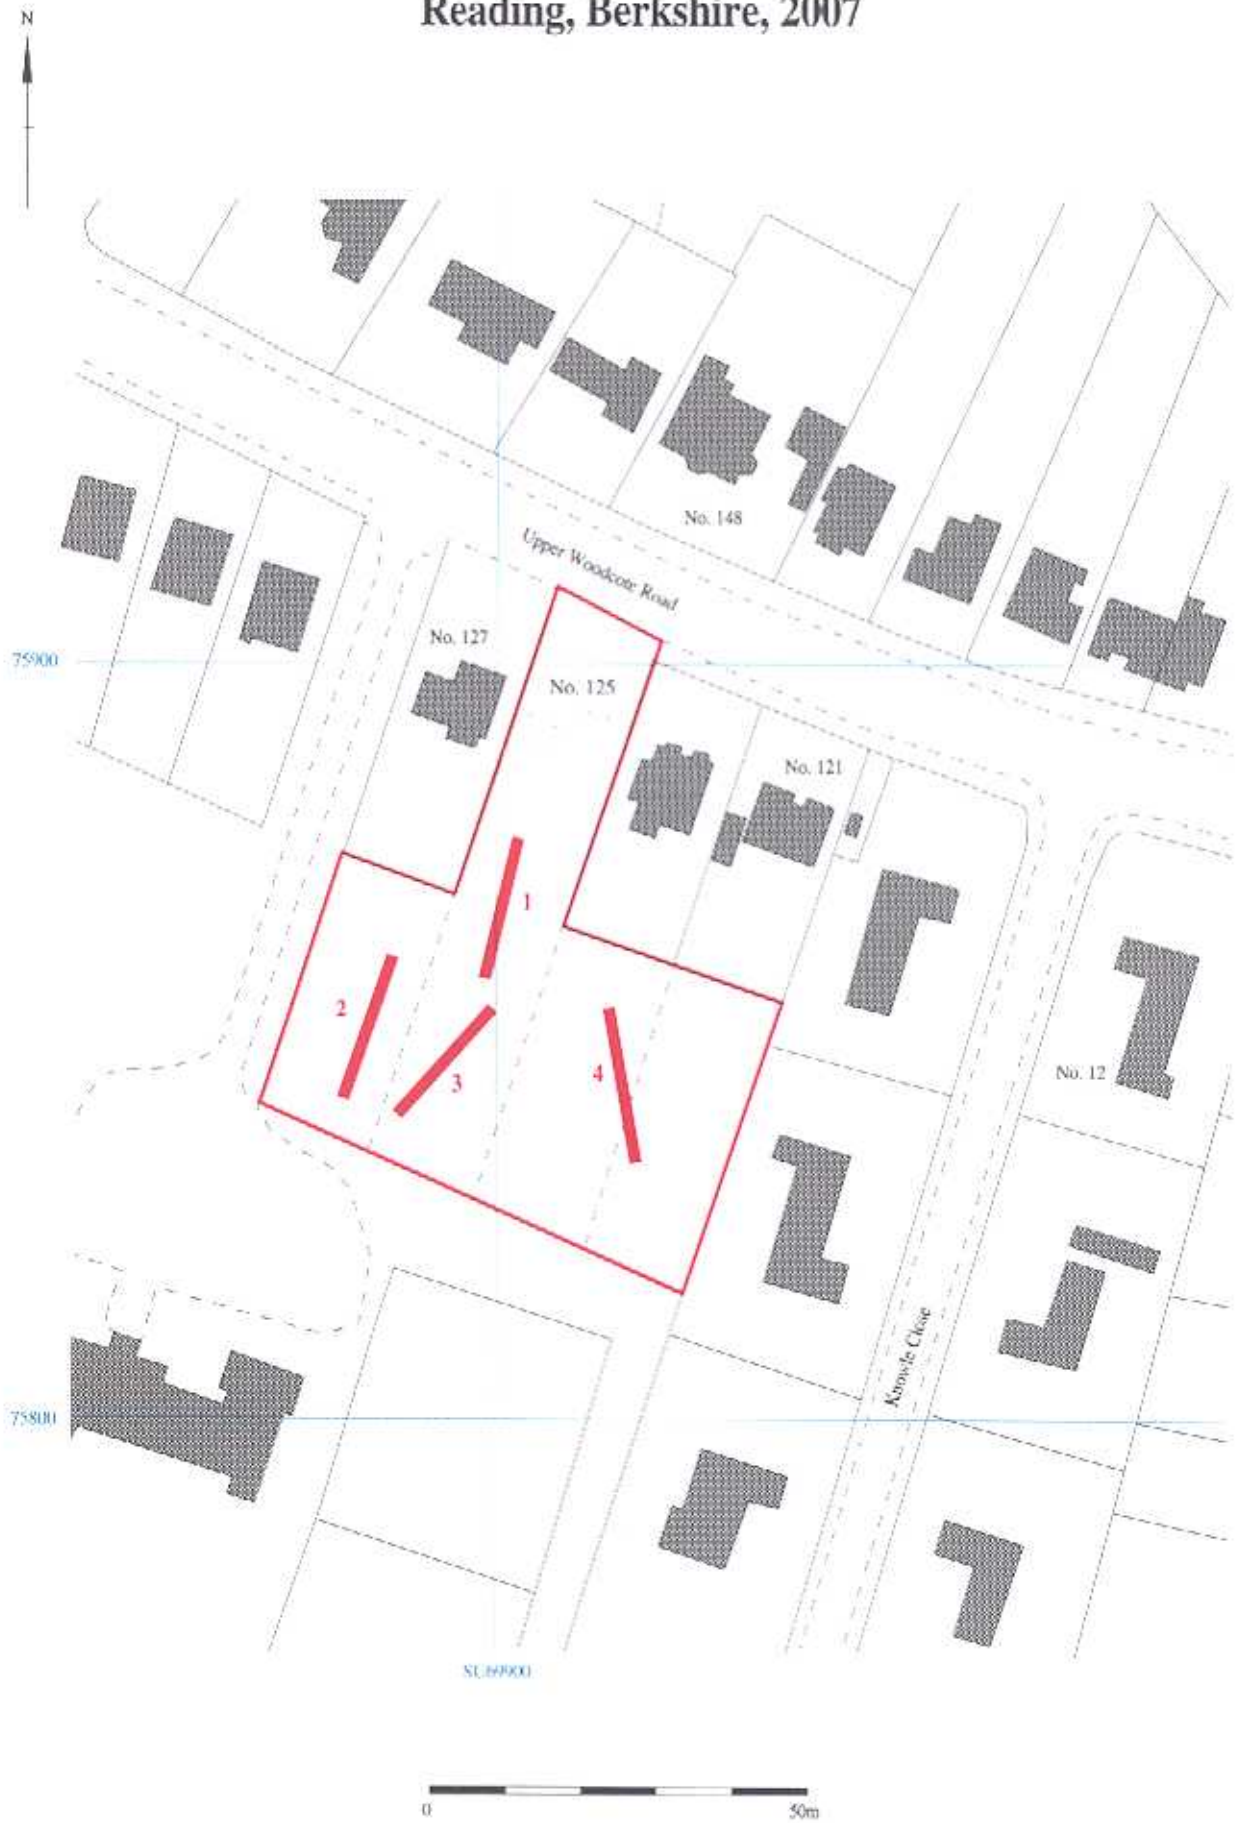 Reading, Berkshire, 2007
N
No. 148
Upper Woodcote Road
No. 127
75900
No. 125
No. 121
1
2
No. 12
4
3
Knowle Close
75800
SU69900
0
50m